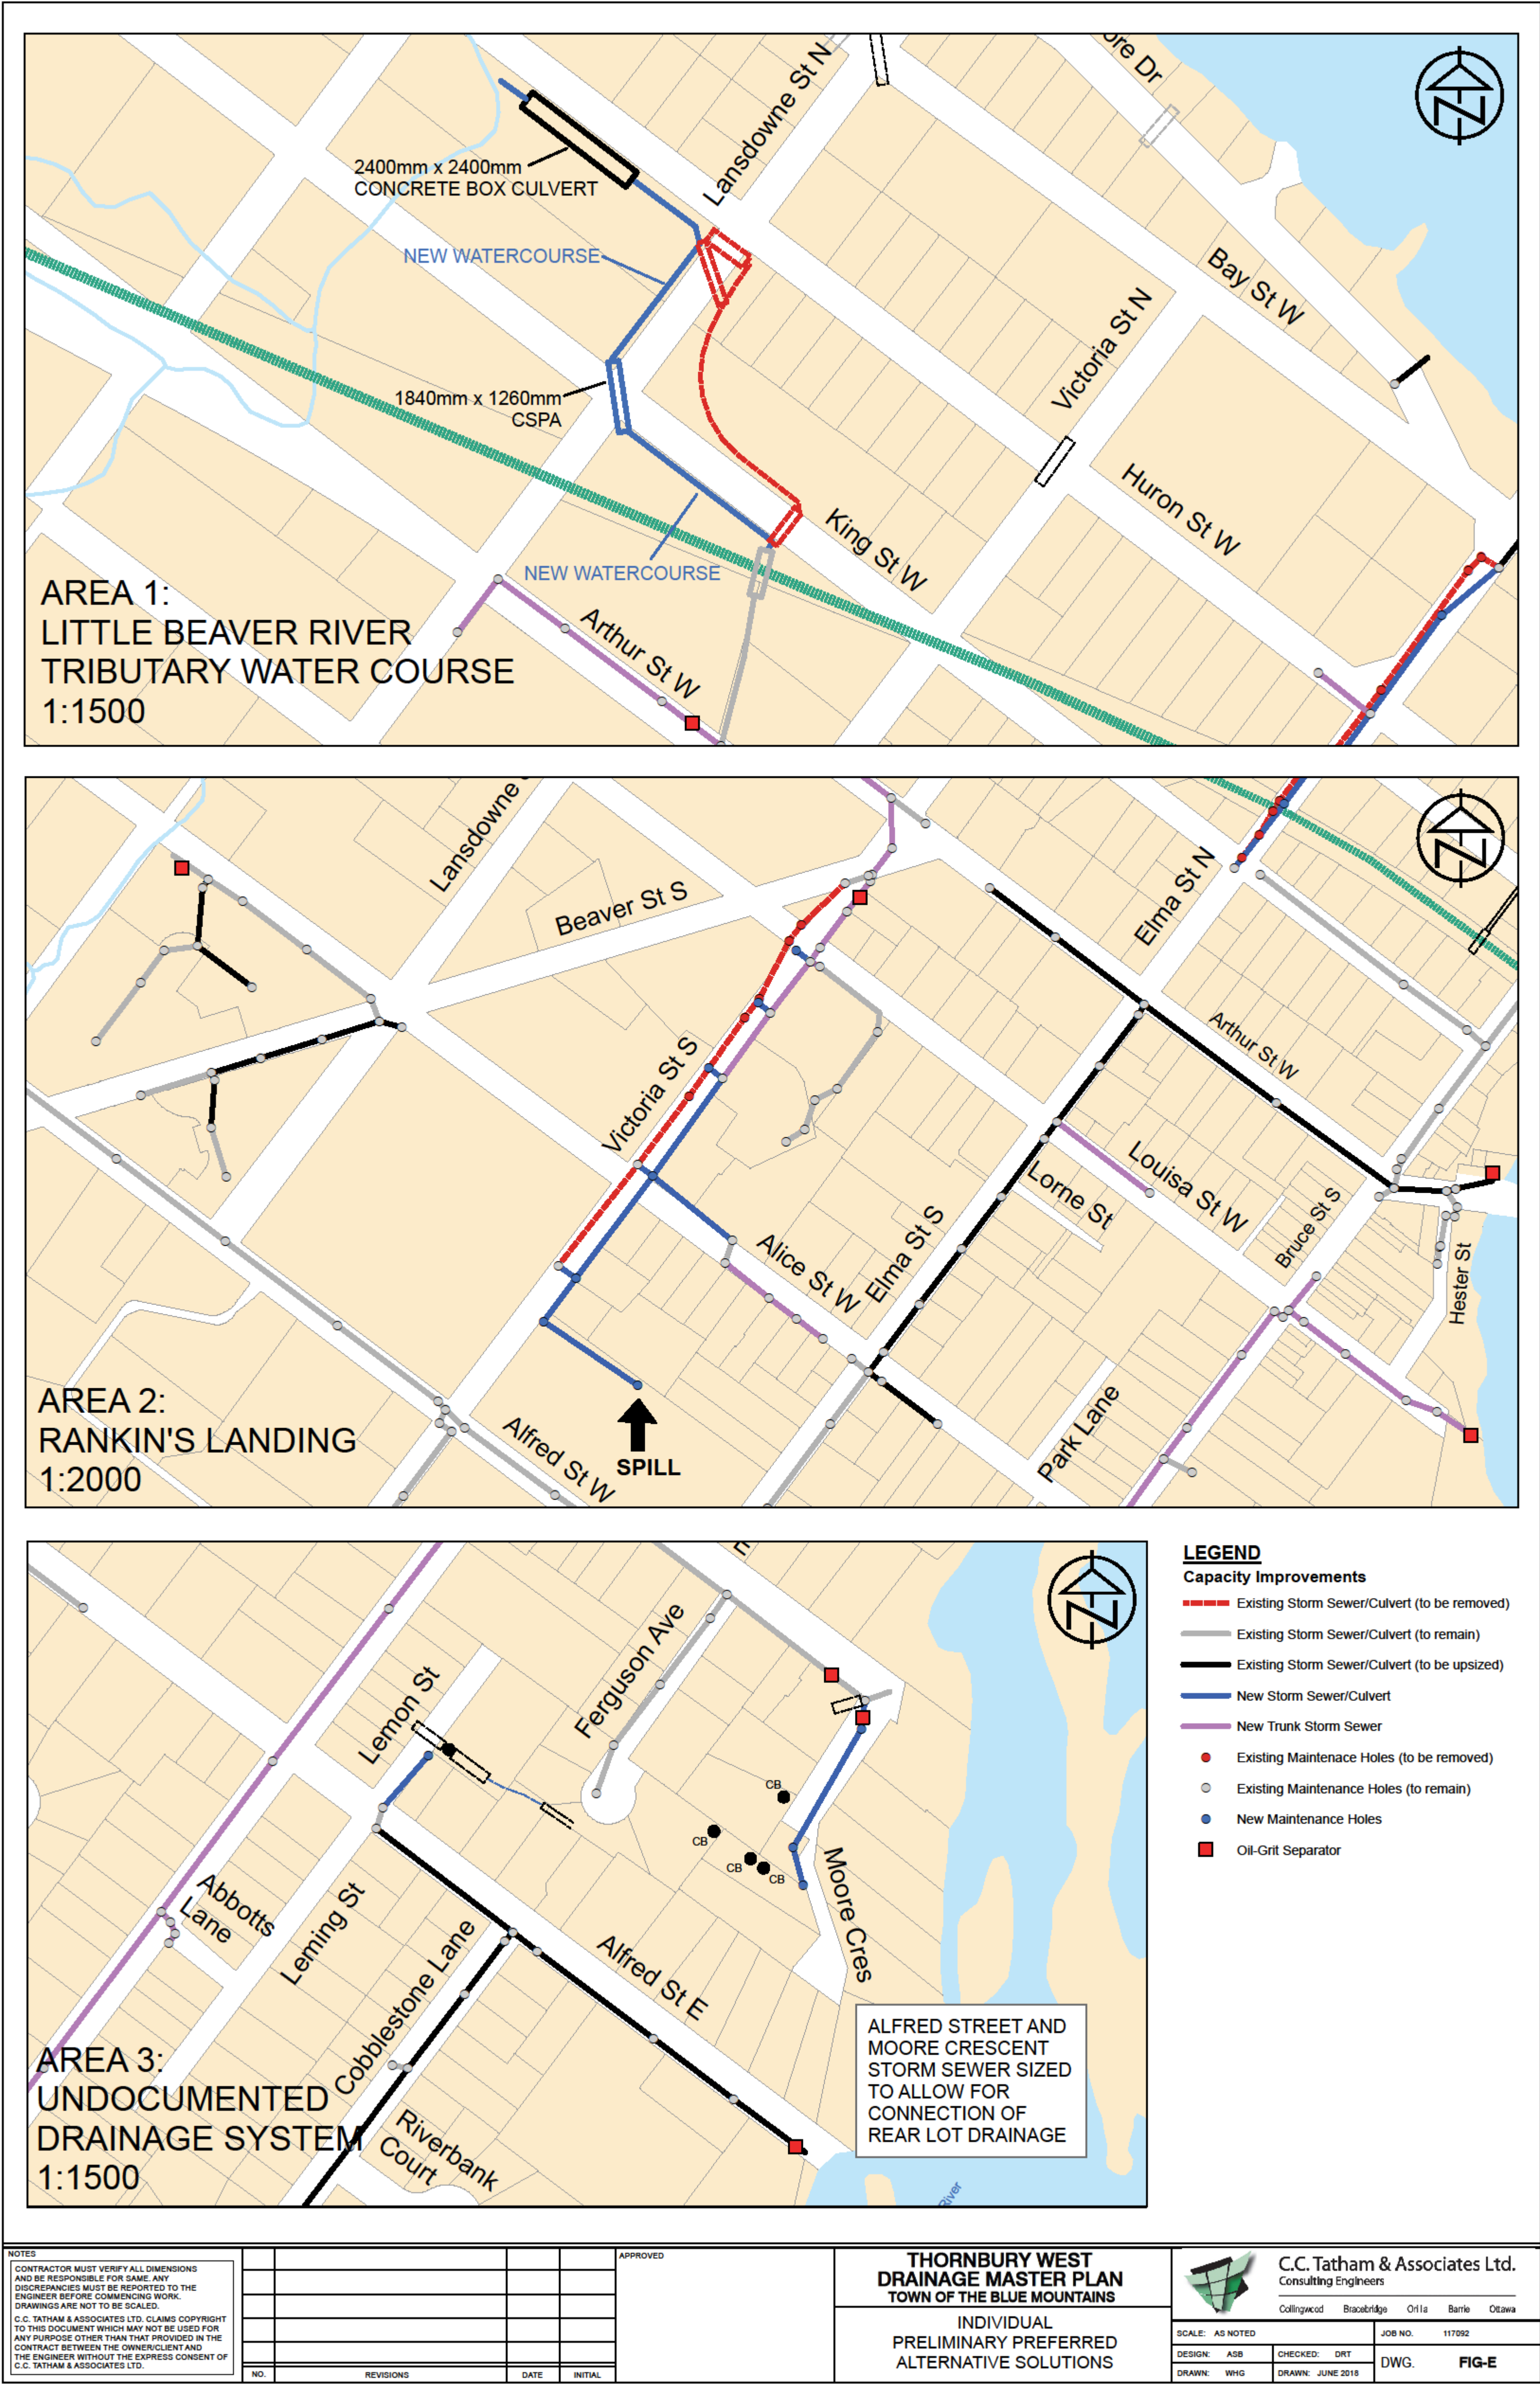 Lansdowne St N
ore Dr
N
2400mm x 2400mm
CONCRETE BOX CULVERT
NEW WATERCOURSE
Bay St W
Victoria St N
1840mm x 1260mm
CSPA
Huron St W
King St W
NEW WATERCOURSE
Arthur St W
AREA 1:
LITTLE BEAVER RIVER
TRIBUTARY WATER COURSE
1:1500
Lansdowne
N
Beaver St S
Elma St N
Arthur St W
Victoria St S
Louisa St W
Lorne St
Bruce St S
Alice St W
Elma St S
Hester St
Park Lane
Alfred St W
SPILL
AREA 2:
RANKIN'S LANDING
1:2000
E
N
Ferguson Ave
Lemon St
CB
CB
CB
CB
Moore Cres
Abbotts
Lane
Leming St
Cobblestone Lane
Alfred St E
Riverbank
Court
River
ALFRED STREET AND
MOORE CRESCENT
STORM SEWER SIZED
TO ALLOW FOR
CONNECTION OF
REAR LOT DRAINAGE
AREA 3:
UNDOCUMENTED
DRAINAGE SYSTEM
1:1500
LEGEND
Capacity Improvements
Existing Storm Sewer/Culvert (to be removed)
Existing Storm Sewer/Culvert (to remain)
Existing Storm Sewer/Culvert (to be upsized)
New Storm Sewer/Culvert
New Trunk Storm Sewer
Existing Maintenace Holes (to be removed)
Existing Maintenance Holes (to remain)
New Maintenance Holes
Oil-Grit Separator
NOTES
CONTRACTOR MUST VERIFY ALL DIMENSIONS
AND BE RESPONSIBLE FOR SAME. ANY
DISCREPANCIES MUST BE REPORTED TO THE
ENGINEER BEFORE COMMENCING WORK.
DRAWINGS ARE NOT TO BE SCALED.
C.C. TATHAM & ASSOCIATES LTD. CLAIMS COPYRIGHT
TO THIS DOCUMENT WHICH MAY NOT BE USED FOR
ANY PURPOSE OTHER THAN THAT PROVIDED IN THE
CONTRACT BETWEEN THE OWNER/CLIENT AND
THE ENGINEER WITHOUT THE EXPRESS CONSENT OF
C.C. TATHAM & ASSOCIATES LTD.
NO. REVISIONS DATE INITIAL
APPROVED
THORNBURY WEST
DRAINAGE MASTER PLAN
TOWN OF THE BLUE MOUNTAINS
INDIVIDUAL
PRELIMINARY PREFERRED
ALTERNATIVE SOLUTIONS
C.C. Tatham & Associates Ltd.
Consulting Engineers
Collingwood Bracebridge Orillia Barrie Ottawa
SCALE: AS NOTED JOB NO. 117092
DESIGN: ASB CHECKED: DRT
DWG. FIG-E
DRAWN: WHG DRAWN: JUNE 2018